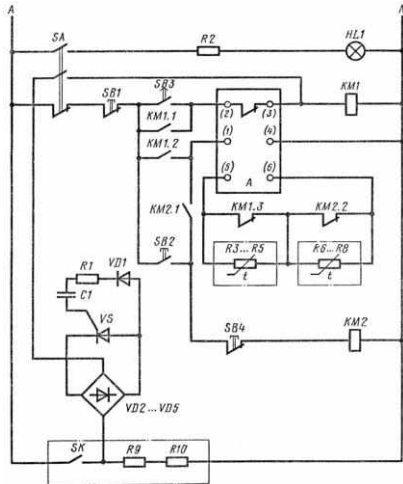 A
N
SA
R2
HL1
SB3
SB1
KM1.1
KM1.2
(2)
(3)
KM1
(1)
(4)
(5)
(6)
A
KM2.1
KM1.3
KM2.2
SB2
R3...R5
t
R6...R8
t
R1
VD1
C1
VS
SB4
KM2
VD2...VD5
SK
R9
R10